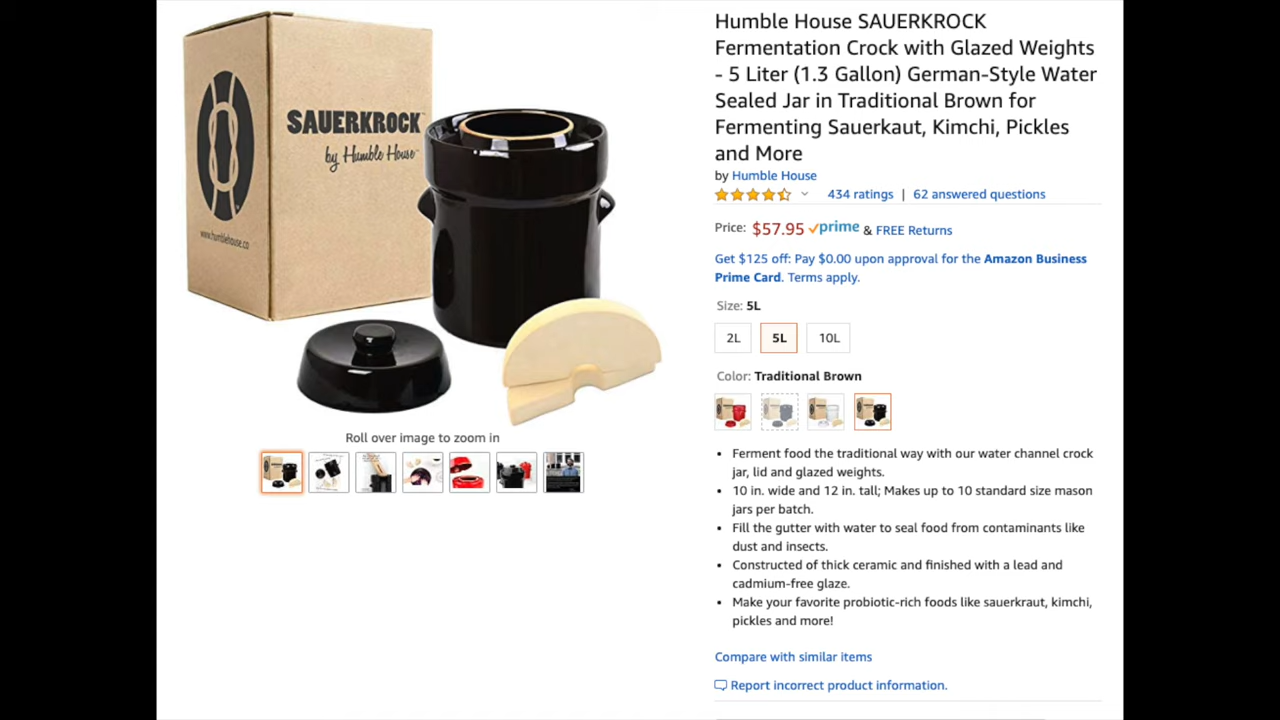 SAUERKROCK
by Humble House
www.humblehouse.co
Roll over image to zoom in
Humble House SAUERKROCK
Fermentation Crock with Glazed Weights
- 5 Liter (1.3 Gallon) German-Style Water
Sealed Jar in Traditional Brown for
Fermenting Sauerkaut, Kimchi, Pickles
and More
by Humble House
434 ratings | 62 answered questions
Price: $57.95 prime & FREE Returns
Get $125 off: Pay $0.00 upon approval for the Amazon Business
Prime Card. Terms apply.
Size: 5L
2L 5L 10L
Color: Traditional Brown
• Ferment food the traditional way with our water channel crock
jar, lid and glazed weights.
• 10 in. wide and 12 in. tall; Makes up to 10 standard size mason
jars per batch.
• Fill the gutter with water to seal food from contaminants like
dust and insects.
• Constructed of thick ceramic and finished with a lead and
cadmium-free glaze.
• Make your favorite probiotic-rich foods like sauerkraut, kimchi,
pickles and more!
Compare with similar items
Report incorrect product information.